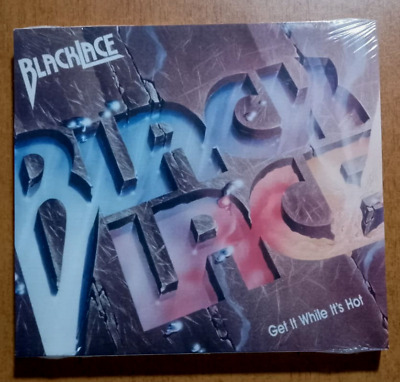 BLACKLACE
BLACK
LACE
Get It While It's Hot